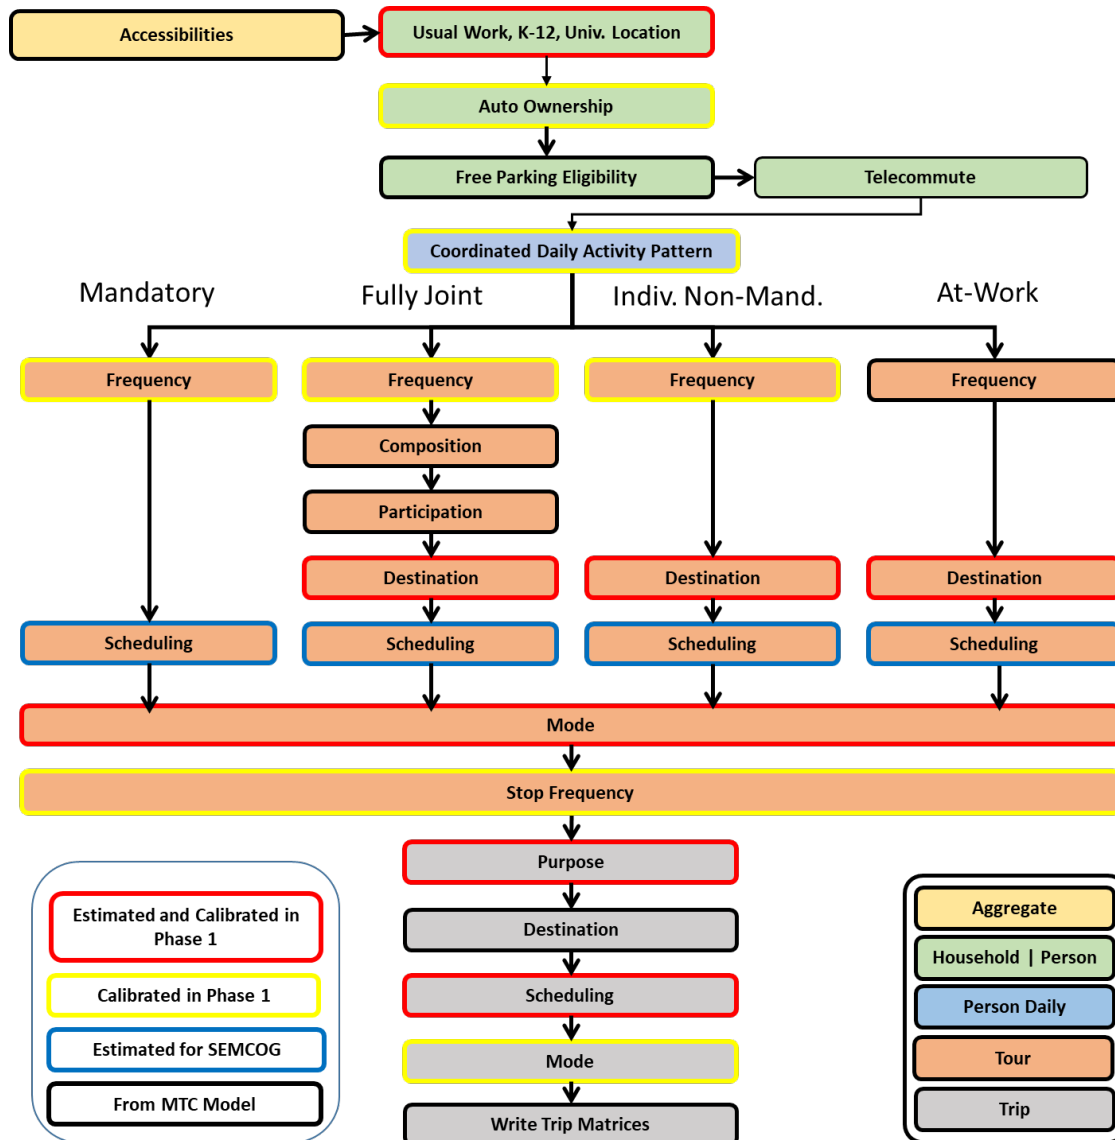 Accessibilities
Usual Work, K-12, Univ. Location
Auto Ownership
Free Parking Eligibility
Telecommute
Coordinated Daily Activity Pattern
Mandatory
Fully Joint
Indiv. Non-Mand.
At-Work
Frequency
Frequency
Frequency
Frequency
Composition
Participation
Destination
Destination
Destination
Scheduling
Scheduling
Scheduling
Scheduling
Mode
Stop Frequency
Purpose
Destination
Scheduling
Mode
Write Trip Matrices
Estimated and Calibrated in
Phase 1
Calibrated in Phase 1
Estimated for SEMCOG
From MTC Model
Aggregate
Household | Person
Person Daily
Tour
Trip